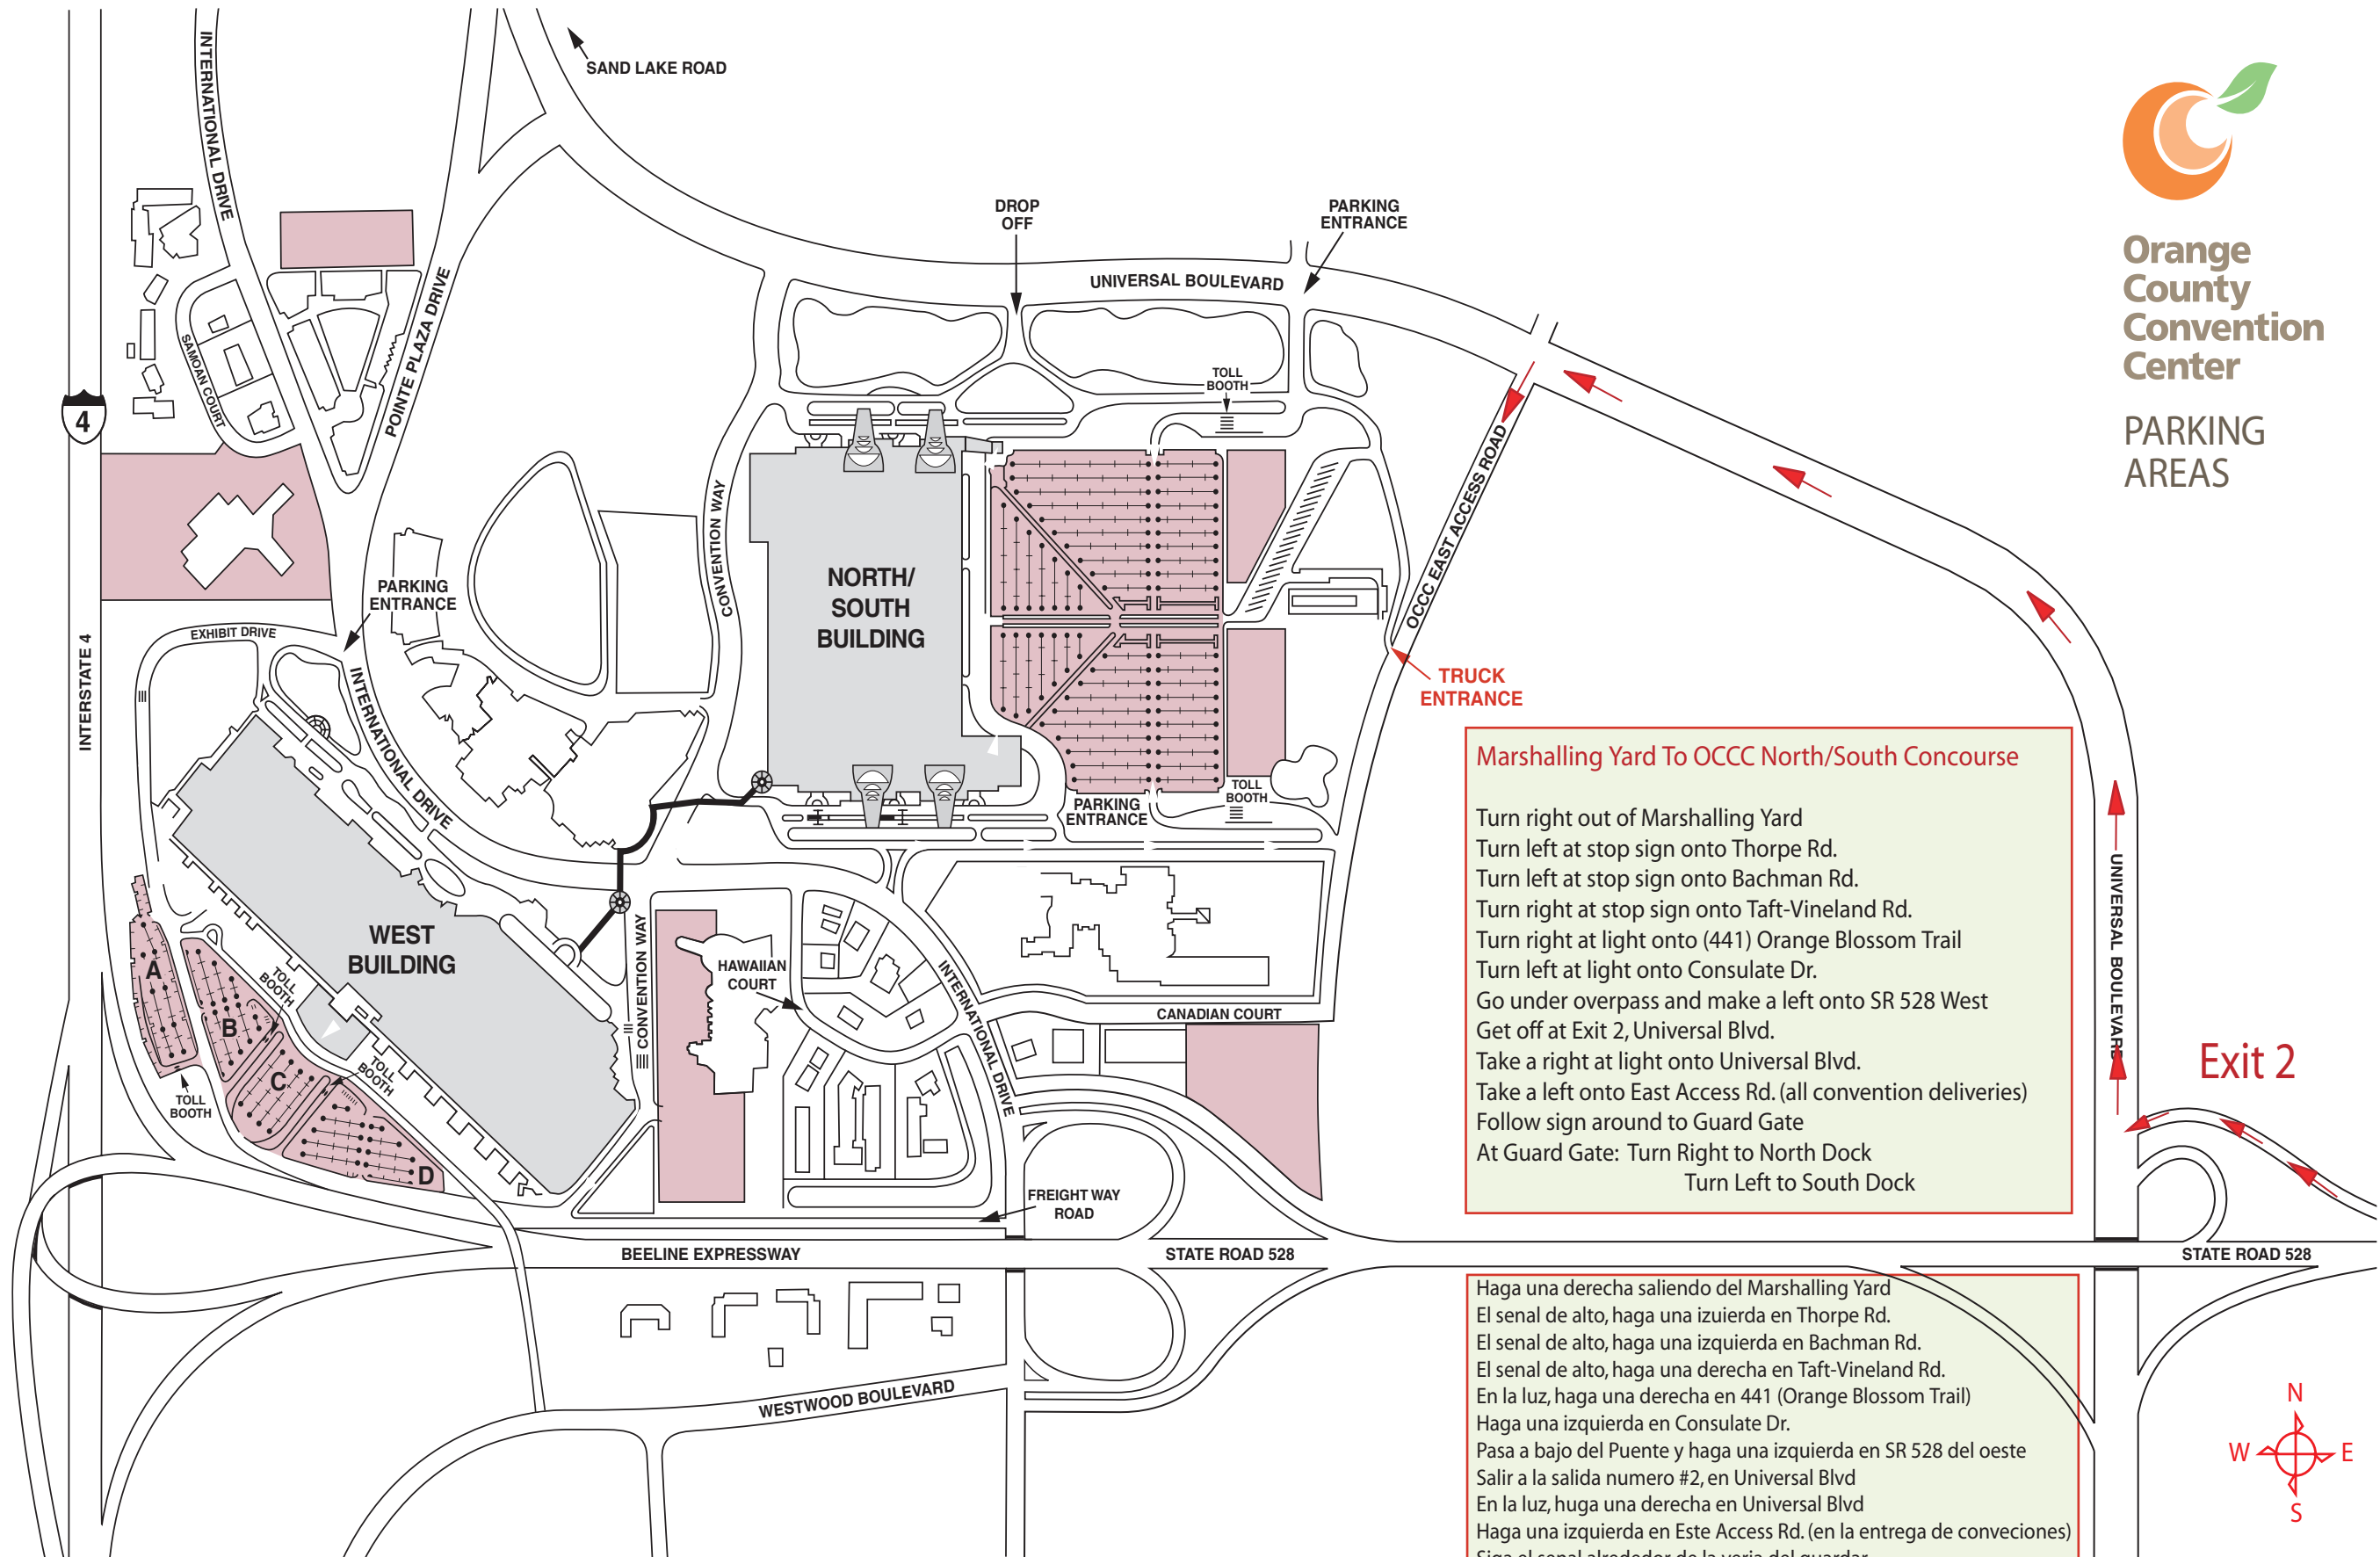 SAND LAKE ROAD
INTERNATIONAL DRIVE
DROP
OFF
PARKING
ENTRANCE
UNIVERSAL BOULEVARD
Orange
County
Convention
Center
PARKING
AREAS
POINTE PLAZA DRIVE
SAMOAN COURT
4
TOLL
BOOTH
CONVENTION WAY
OCCC EAST ACCESS ROAD
NORTH/
SOUTH
BUILDING
PARKING
ENTRANCE
EXHIBIT DRIVE
INTERSTATE 4
INTERNATIONAL DRIVE
TRUCK
ENTRANCE
TOLL
BOOTH
PARKING
ENTRANCE
WEST
BUILDING
A
B
C
D
TOLL
BOOTH
TOLL
BOOTH
TOLL
BOOTH
CONVENTION WAY
HAWAIIAN
COURT
INTERNATIONAL DRIVE
CANADIAN COURT
UNIVERSAL BOULEVARD
Exit 2
FREIGHT WAY
ROAD
BEELINE EXPRESSWAY
STATE ROAD 528
STATE ROAD 528
WESTWOOD BOULEVARD
Marshalling Yard To OCCC North/South Concourse
Turn right out of Marshalling Yard
Turn left at stop sign onto Thorpe Rd.
Turn left at stop sign onto Bachman Rd.
Turn right at stop sign onto Taft-Vineland Rd.
Turn right at light onto (441) Orange Blossom Trail
Turn left at light onto Consulate Dr.
Go under overpass and make a left onto SR 528 West
Get off at Exit 2, Universal Blvd.
Take a right at light onto Universal Blvd.
Take a left onto East Access Rd. (all convention deliveries)
Follow sign around to Guard Gate
At Guard Gate: Turn Right to North Dock
Turn Left to South Dock
Haga una derecha saliendo del Marshalling Yard
El senal de alto, haga una izuierda en Thorpe Rd.
El senal de alto, haga una izquierda en Bachman Rd.
El senal de alto, haga una derecha en Taft-Vineland Rd.
En la luz, haga una derecha en 441 (Orange Blossom Trail)
Haga una izquierda en Consulate Dr.
Pasa a bajo del Puente y haga una izquierda en SR 528 del oeste
Salir a la salida numero #2, en Universal Blvd
En la luz, huga una derecha en Universal Blvd
Haga una izquierda en Este Access Rd. (en la entrega de conveciones)
Siga el senal alrededor de la veria del guardar
N
W
E
S